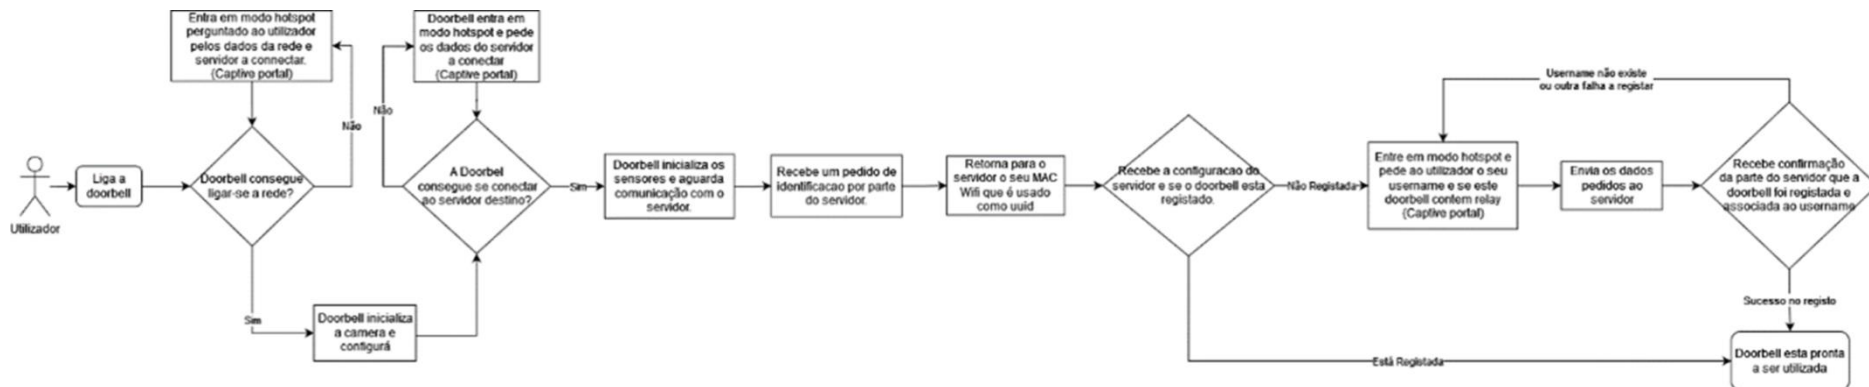 Utilizador
Liga a
doorbell
Entra em modo hotspot
perguntado ao utilizador
pelos dados da rede e
servidor a connectar.
(Captive portal)
Doorbell consegue
ligar-se a rede?
Não
Sim
Doorbell inicializa
a camera e
configurá
Doorbell entra em
modo hotspot e pede
os dados do servidor
a conectar
(Captive portal)
Não
A Doorbel
consegue se conectar
ao servidor destino?
Sim
Doorbell inicializa os
sensores e aguarda
comunicação com o
servidor.
Recebe um pedido de
identificacao por parte
do servidor.
Retorna para o
servidor o seu MAC
Wifi que é usado
como uuid
Recebe a configuracao do
servidor e se o doorbell esta
registado.
Não Registada
Está Registada
Entre em modo hotspot e
pede ao utilizador o seu
username e se este
doorbell contem relay
(Captive portal)
Envia os dados
pedidos ao
servidor
Username não existe
ou outra falha a registar
Recebe confirmação
da parte do servidor que a
doorbell foi registada e
associada ao username
Sucesso no registo
Doorbell esta pronta
a ser utilizada